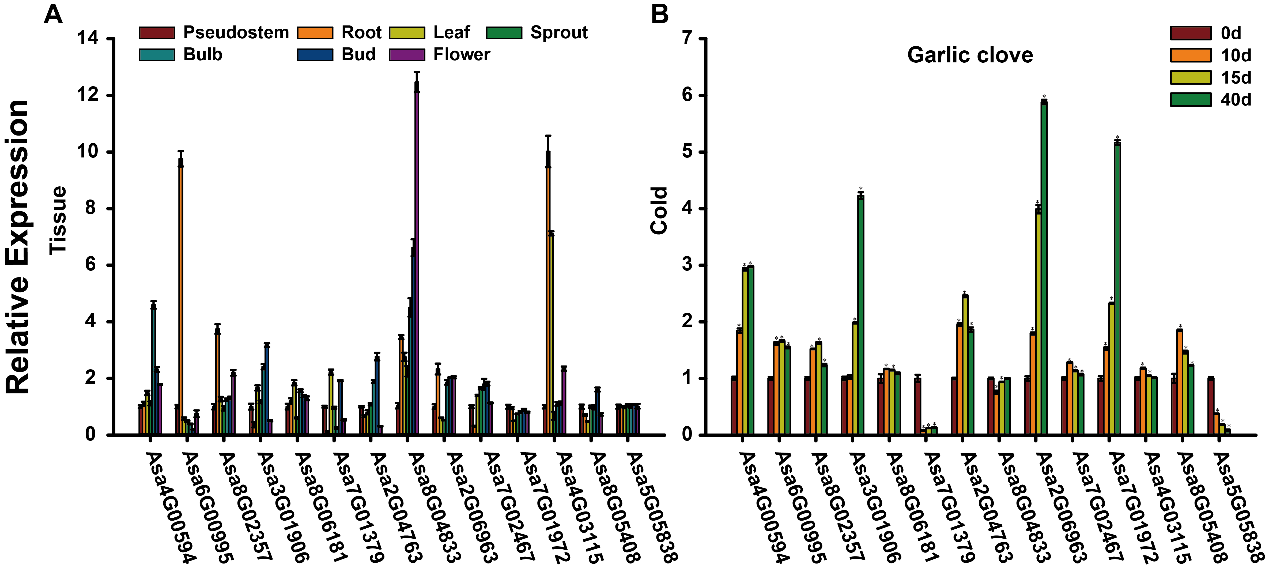 A
Pseudostem Root Leaf Sprout
Bulb Bud Flower
Relative Expression
Tissue
14
12
10
8
6
4
2
0
Asa4G00594
Asa6G00995
Asa8G02357
Asa3G01906
Asa8G06181
Asa7G01379
Asa2G04763
Asa8G04833
Asa2G06963
Asa7G02467
Asa7G01972
Asa4G03115
Asa8G05408
Asa5G05838
B
Garlic clove
0d
10d
15d
40d
Cold
7
6
5
4
3
2
1
0
Asa4G00594
Asa6G00995
Asa8G02357
Asa3G01906
Asa8G06181
Asa7G01379
Asa2G04763
Asa8G04833
Asa2G06963
Asa7G02467
Asa7G01972
Asa4G03115
Asa8G05408
Asa5G05838